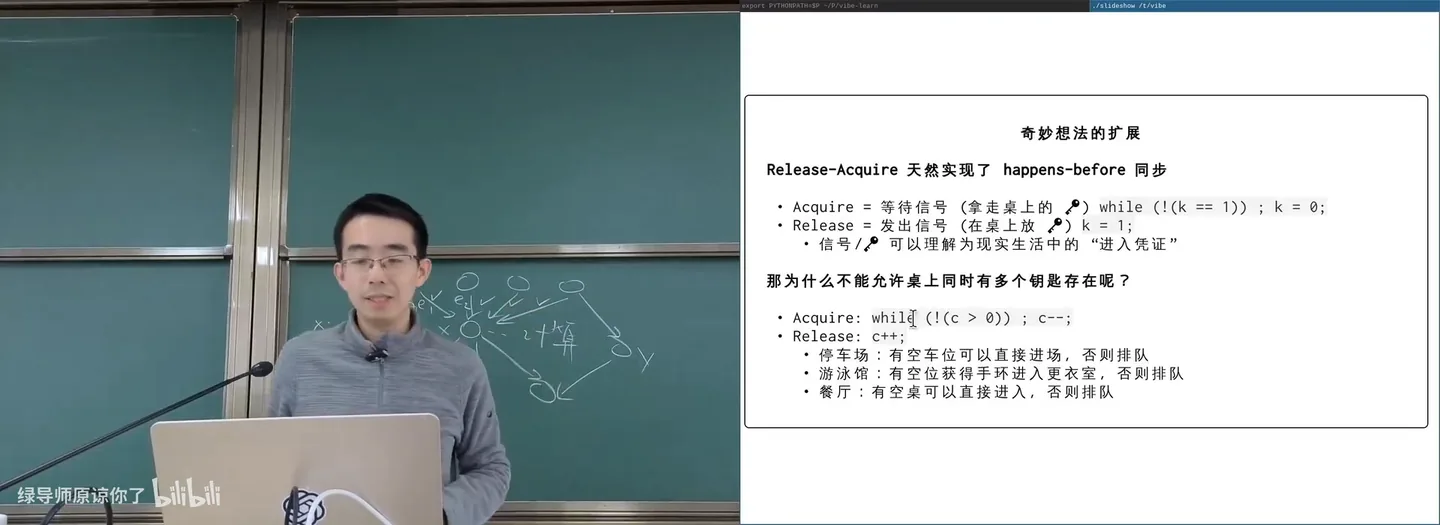 export PYTHONPATH=$P ~/P/vibe-learn
./slideshow /t/vibe
奇妙想法的扩展
Release-Acquire 天然实现了 happens-before 同步
• Acquire = 等待信号 (拿走桌上的 🔑) while (!(k == 1)) ; k = 0;
• Release = 发出信号 (在桌上放 🔑) k = 1;
• 信号/🔑 可以理解为现实生活中的 “进入凭证”
那为什么不能允许桌上同时有多个钥匙存在呢？
• Acquire: while (!(c > 0)) ; c--;
• Release: c++;
• 停车场：有空车位可以直接进场，否则排队
• 游泳馆：有空位获得手环进入更衣室，否则排队
• 餐厅：有空桌可以直接进入，否则排队
计算
y
绿导师原谅你了 bilibili